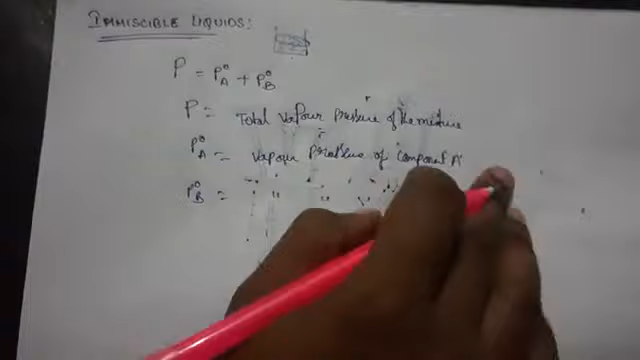 IMMISCIBLE LIQUIDS:
P = P°A + P°B
P = Total vapour pressure of the mixture
P°A = vapour pressure of component A'
P°B = " " "